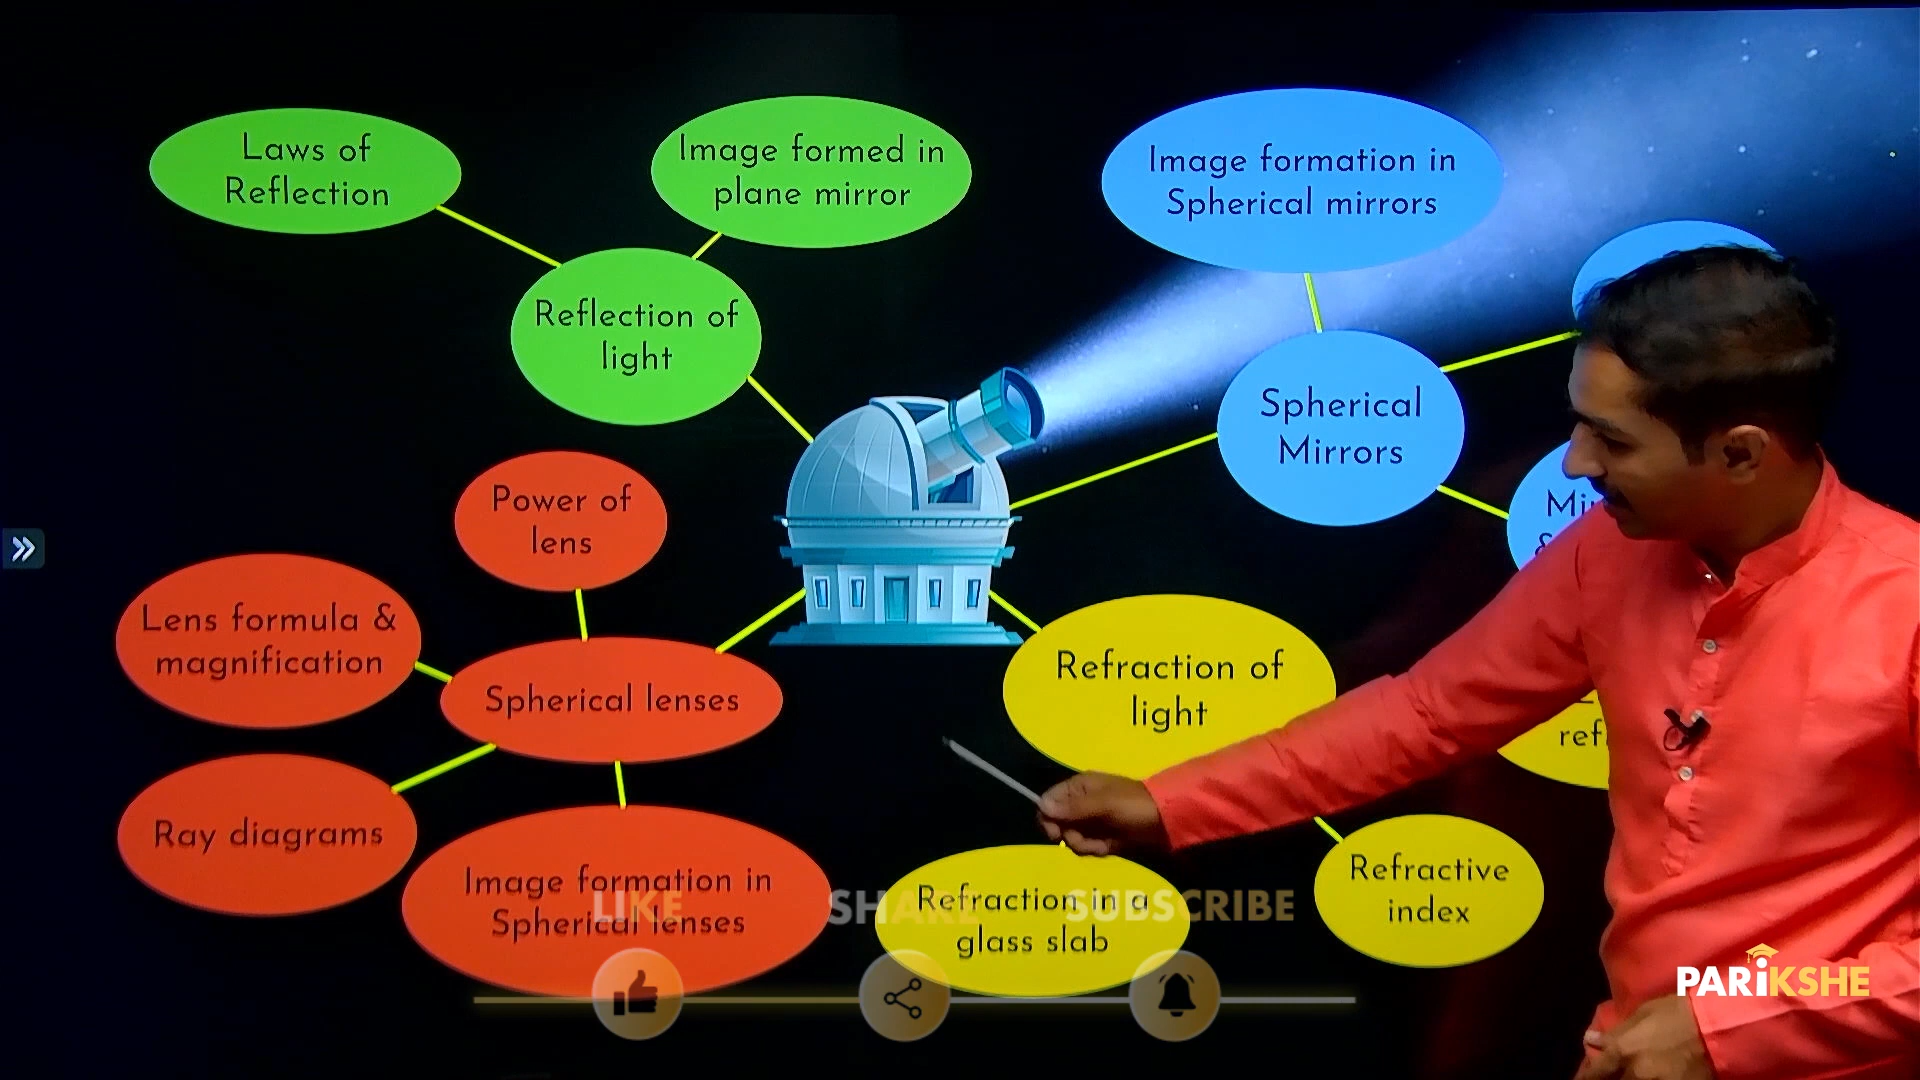 Laws of
Reflection
Image formed in
plane mirror
Image formation in
Spherical mirrors
Reflection of
light
Spherical
Mirrors
Power of
lens
Lens formula &
magnification
Spherical lenses
Refraction of
light
Ray diagrams
Image formation in
Spherical lenses
Refraction in a
glass slab
Refractive
index
&
LIKE
SHARE
SUBSCRIBE
PARIKSHE